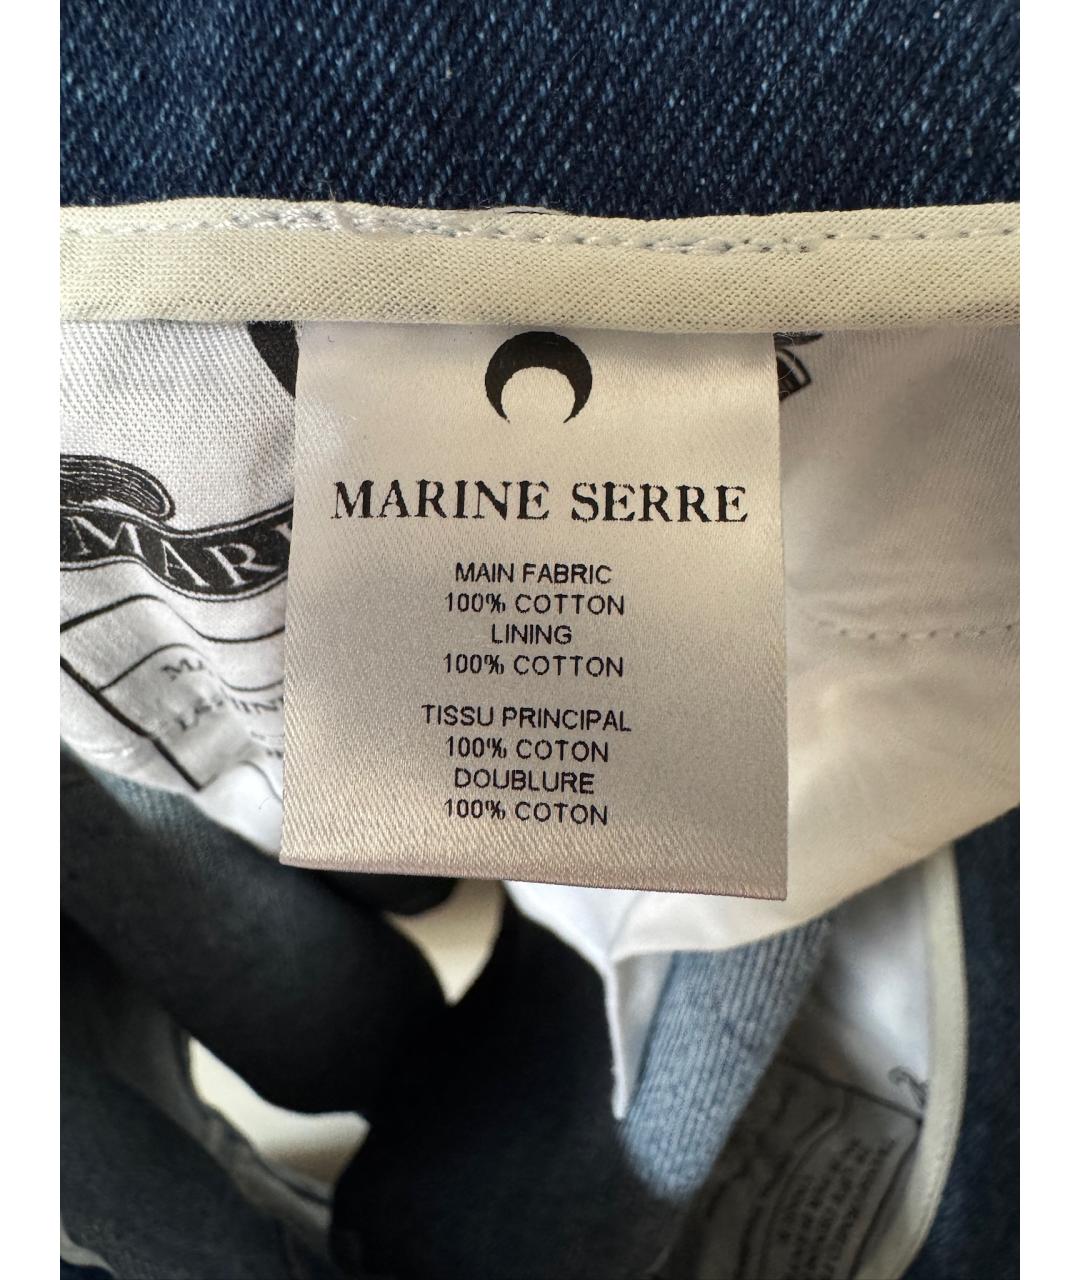 MARINE SERRE
MAIN FABRIC
100% COTTON
LINING
100% COTTON
TISSU PRINCIPAL
100% COTON
DOUBLURE
100% COTON